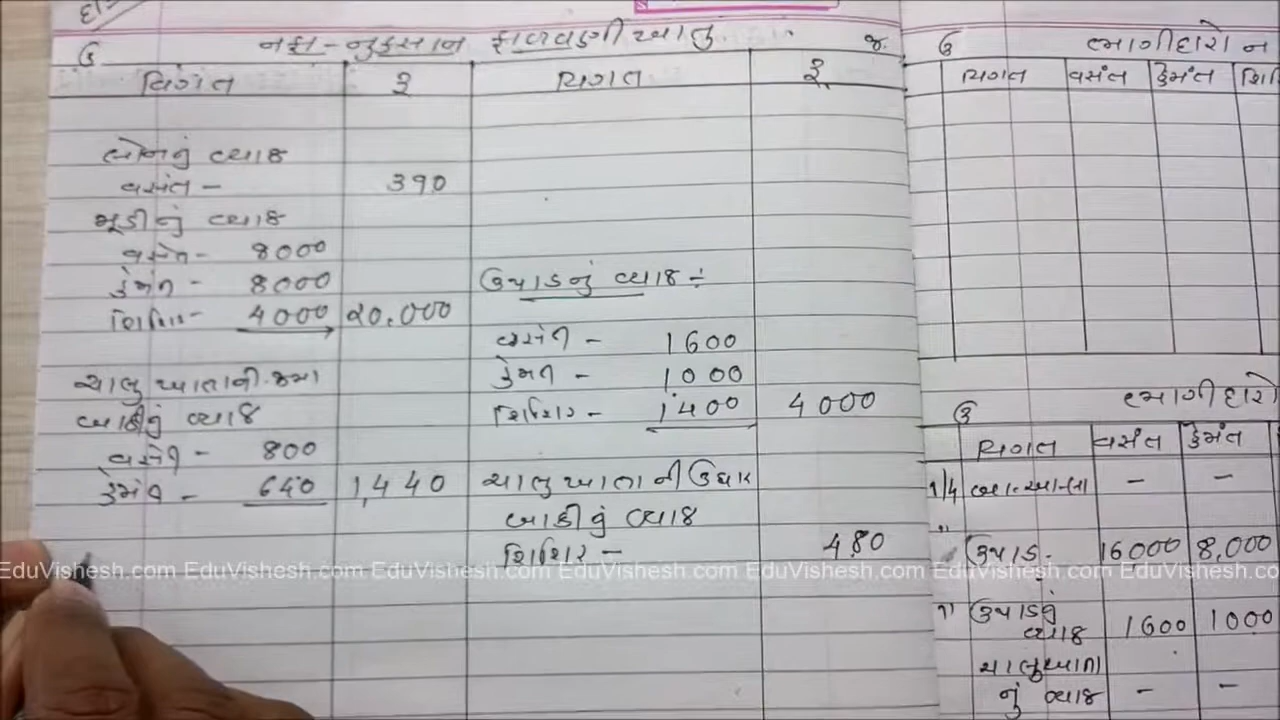 ઉ નફા - નુકસાન ફાળવણી ખાતુ જ.
વિગત રૂ વિગત રૂ.
લોનનું વ્યાજ
વસંત - 390
મૂડીનું વ્યાજ
વસંત - 8000
હેમંત - 8000
શિશિર - 4000 20,000
ચાલુ ખાતાની જમા
બાકીનું વ્યાજ
વસંત - 800
હેમંત - 640 1,440
ઉપાડનું વ્યાજ :-
વસંત - 1600
હેમંત - 1000
શિશિર - 1400 4000
ચાલુ ખાતાની ઉધાર
બાકીનું વ્યાજ
શિશિર - 480
ઉ ભાગીદારો ન
વિગત વસંત હેમંત શિ
ઉ ભાગીદારો
વિગત વસંત હેમંત
૧/4 બા. આગળ લાવ્યા - -
ઉપાડ. 16000 8,000
ઉપાડનું
વ્યાજ 1600 1000
ચાલુ ખાતા
નું વ્યાજ - -
EduVishesh.com EduVishesh.com EduVishesh.com EduVishesh.com EduVishesh.com EduVishesh.com EduVishesh.com